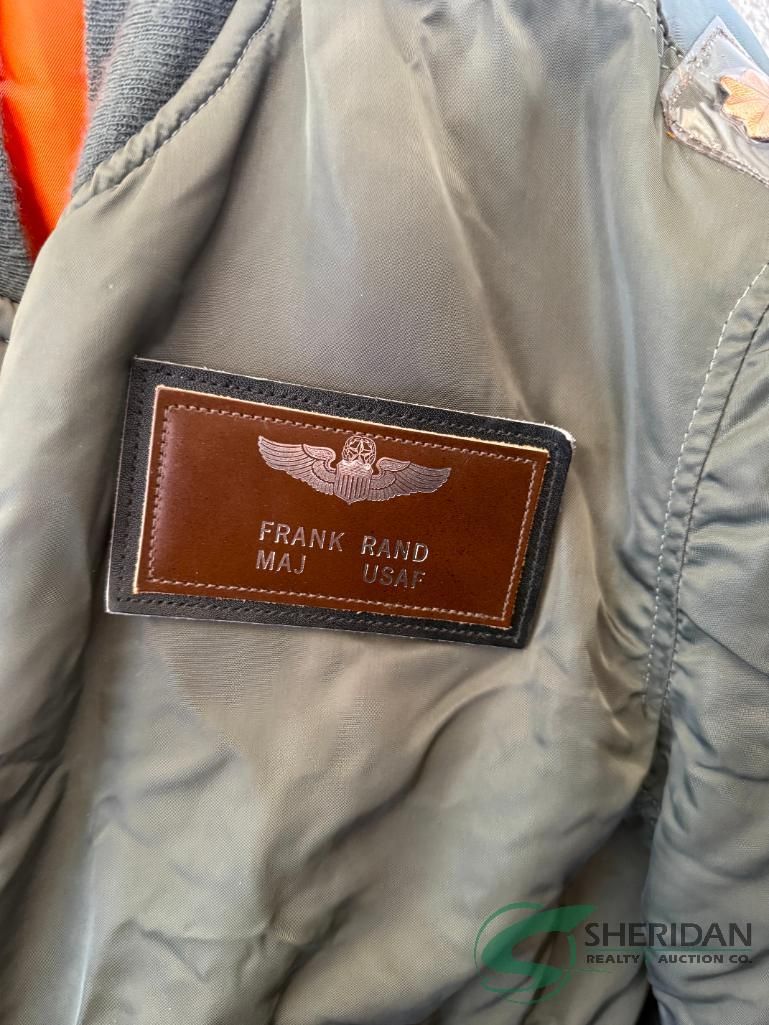 FRANK RAND
MAJ USAF
SHERIDAN
REALTY & AUCTION CO.